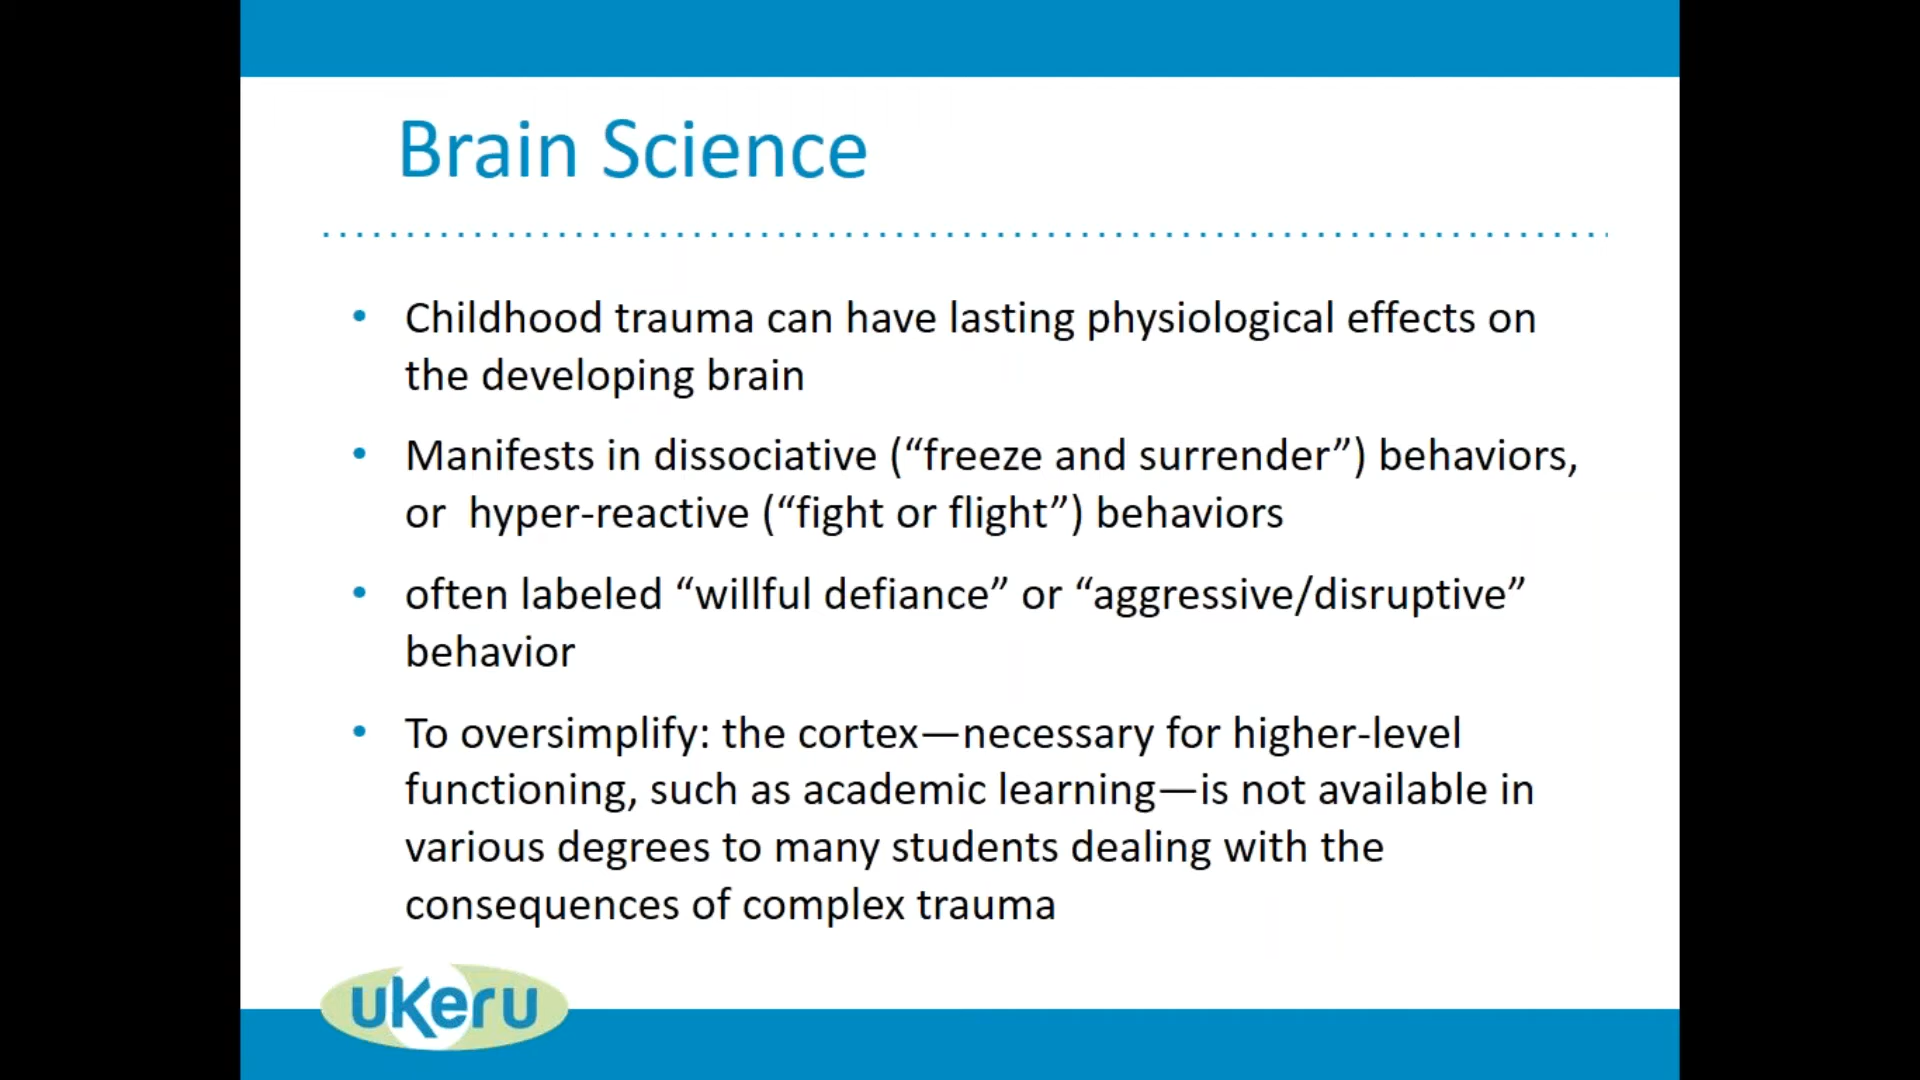 Brain Science
• Childhood trauma can have lasting physiological effects on
the developing brain
• Manifests in dissociative (“freeze and surrender”) behaviors,
or  hyper-reactive (“fight or flight”) behaviors
• often labeled “willful defiance” or “aggressive/disruptive”
behavior
• To oversimplify: the cortex—necessary for higher-level
functioning, such as academic learning—is not available in
various degrees to many students dealing with the
consequences of complex trauma
uKeru